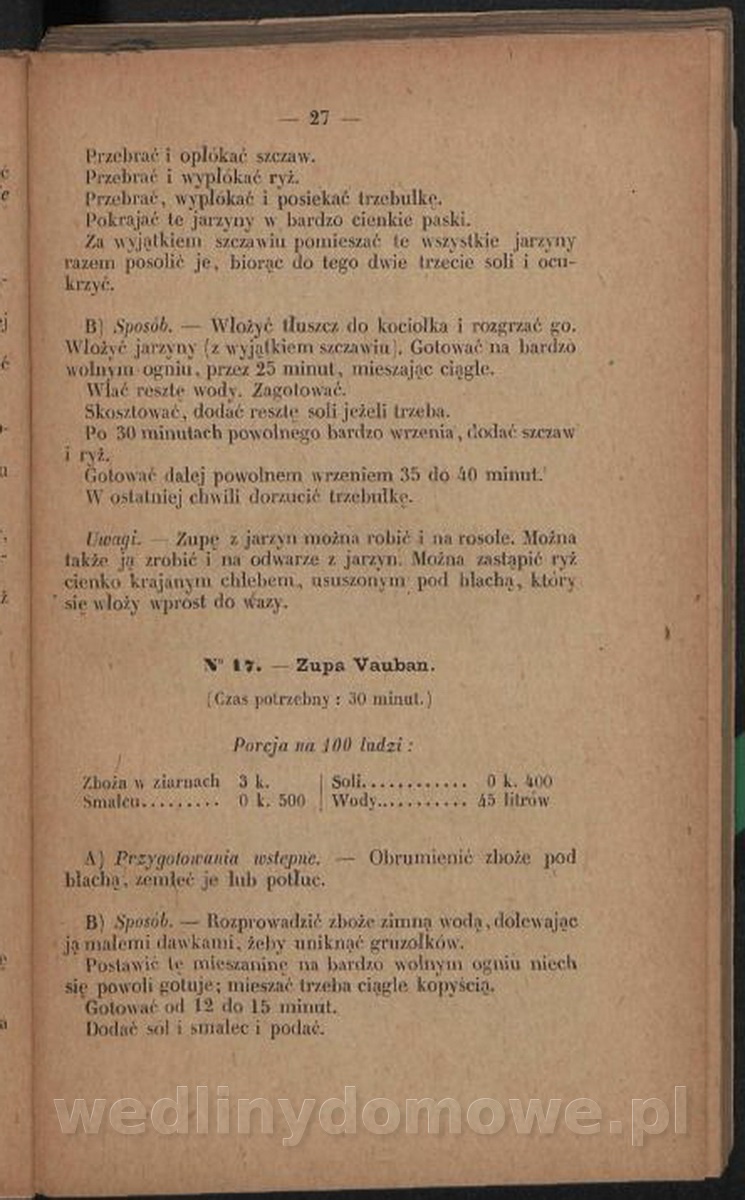 — 27 —
Przebrać i opłókać szczaw.
Przebrać i wypłókać ryż.
Przebrać, wypłókać i posiekać trzebulkę.
Pokrajać te jarzyny w bardzo cienkie paski.
Za wyjątkiem szczawiu pomieszać te wszystkie jarzyny
razem posolić je, biorąc do tego dwie trzecie soli i ocu-
krzyć.
B) Sposób. — Włożyć tłuszcz do kociołka i rozgrzać go.
Włożyć jarzyny (z wyjątkiem szczawiu). Gotować na bardzo
wolnym ogniu, przez 25 minut, mieszając ciągle.
Wlać resztę wody. Zagotować.
Skosztować, dodać resztę soli jeżeli trzeba.
Po 30 minutach powolnego bardzo wrzenia, dodać szczaw
i ryż.
Gotować dalej powolnem wrzeniem 35 do 40 minut.
W ostatniej chwili dorzucić trzebulkę.
Uwagi. — Zupę z jarzyn można robić i na rosole. Można
także ją zrobić i na odwarze z jarzyn. Można zastąpić ryż
cienko krajanym chlebem, ususzonym pod blachą, który
się włoży wprost do wazy.
N° 17. — Zupa Vauban.
(Czas potrzebny : 30 minut.)
Porcja na 100 ludzi :
Zboża w ziarnach 3 k. | Soli............ 0 k. 400
Smalcu......... 0 k. 500 | Wody........... 45 litrów
A) Przygotowania wstępne. — Obrumienić zboże pod
blachą, zemleć je lub potłuc.
B) Sposób. — Rozprowadzić zboże zimną wodą, dolewając
ją małemi dawkami, żeby uniknąć gruzołków.
Postawić tę mieszaninę na bardzo wolnym ogniu niech
się powoli gotuje; mieszać trzeba ciągle kopyścią.
Gotować od 12 do 15 minut.
Dodać sól i smalec i podać.
wedlinydomowe.pl